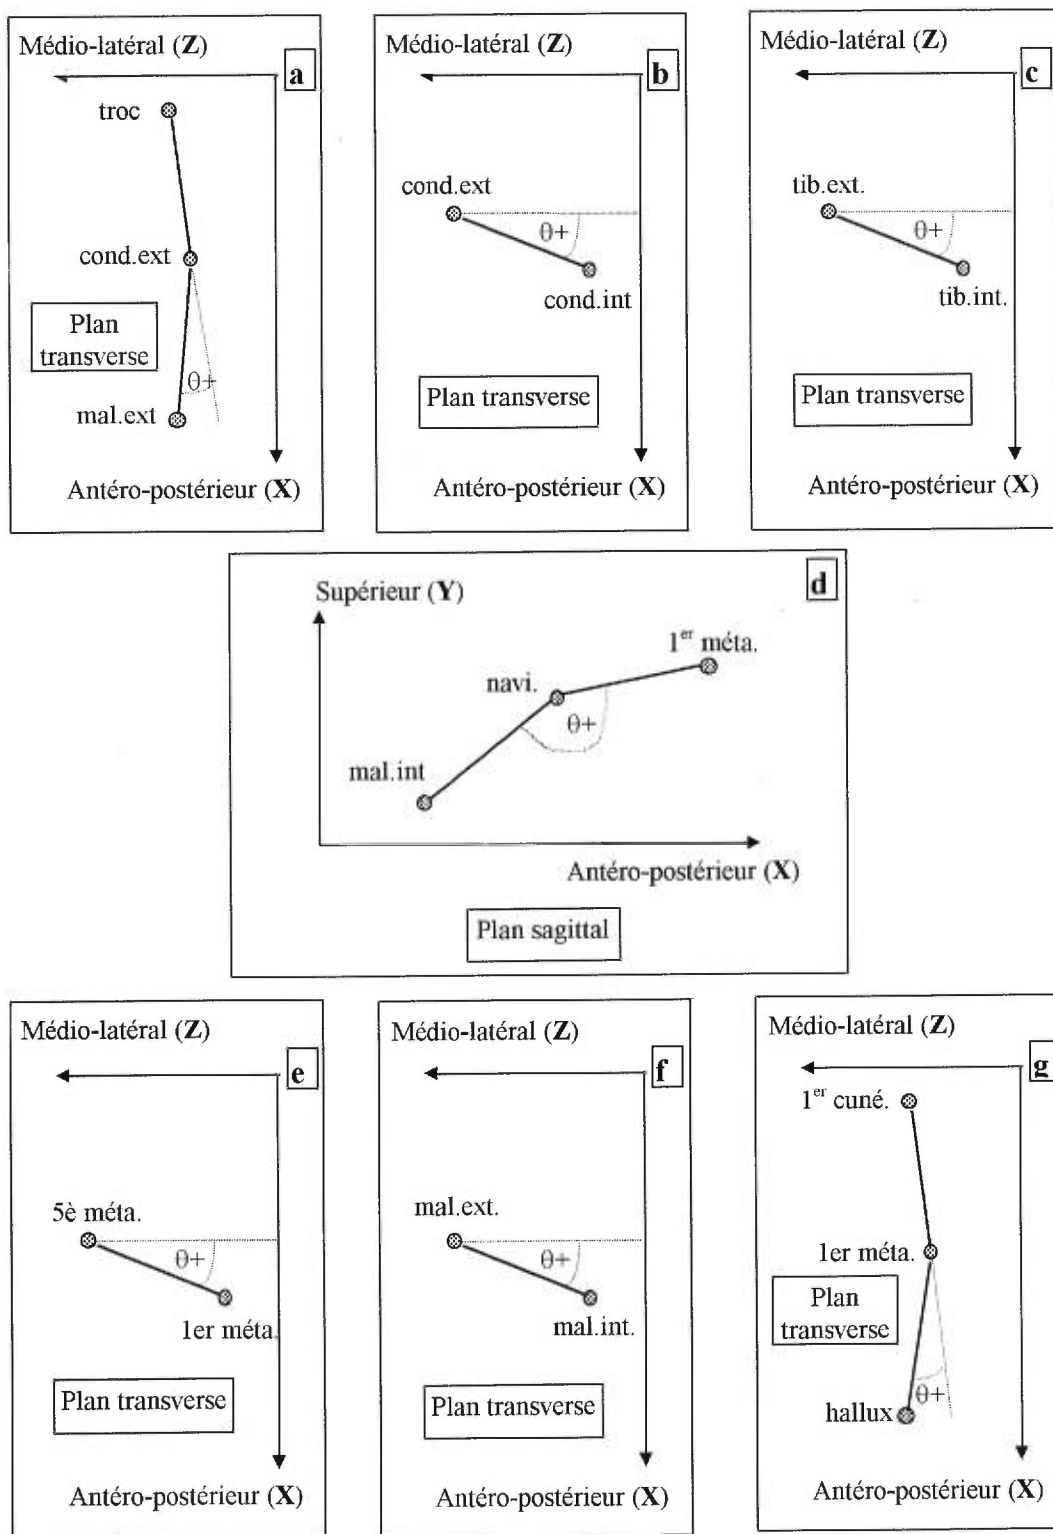 Médio-latéral (Z)
a
troc
cond.ext
Plan
transverse
θ+
mal.ext
Antéro-postérieur (X)
Médio-latéral (Z)
b
cond.ext
θ+
cond.int
Plan transverse
Antéro-postérieur (X)
Médio-latéral (Z)
c
tib.ext.
θ+
tib.int.
Plan transverse
Antéro-postérieur (X)
d
Supérieur (Y)
1er méta.
navi.
θ+
mal.int
Antéro-postérieur (X)
Plan sagittal
Médio-latéral (Z)
e
5è méta.
θ+
1er méta.
Plan transverse
Antéro-postérieur (X)
Médio-latéral (Z)
f
mal.ext.
θ+
mal.int.
Plan transverse
Antéro-postérieur (X)
Médio-latéral (Z)
g
1er cuné.
1er méta.
Plan
transverse
θ+
hallux
Antéro-postérieur (X)